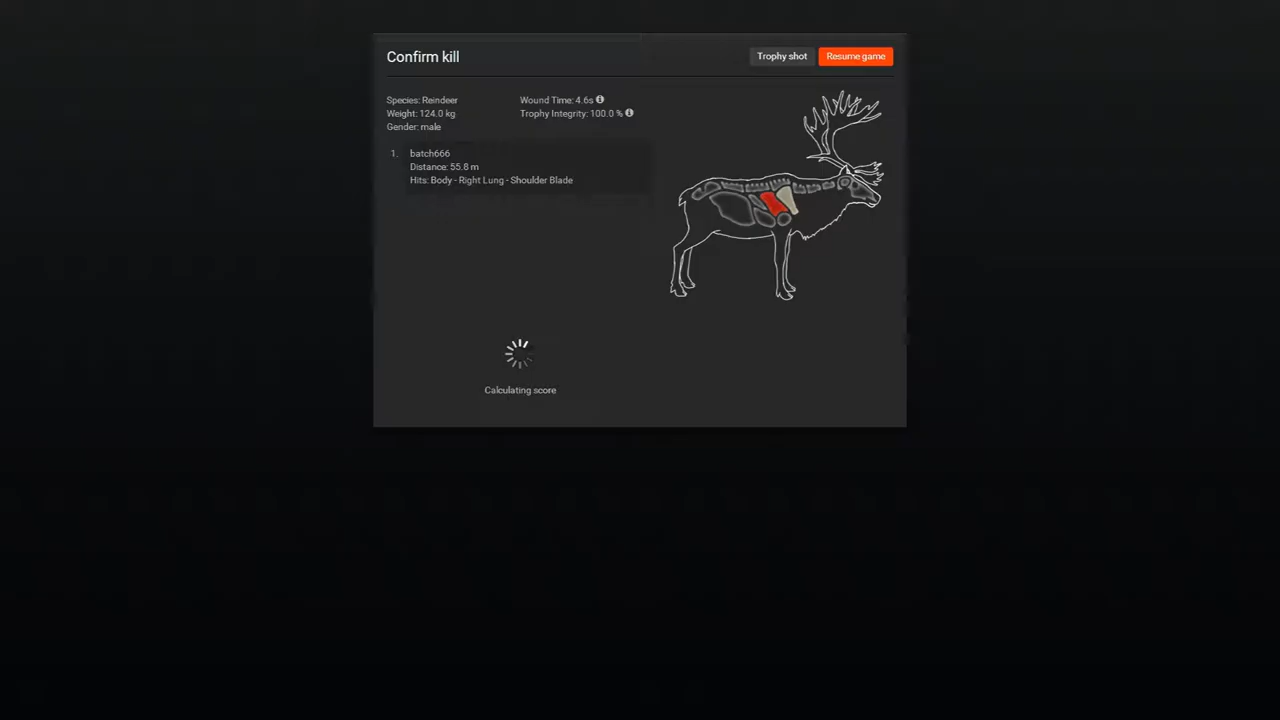 Confirm kill
Trophy shot
Resume game
Species: Reindeer
Weight: 124.0 kg
Gender: male
Wound Time: 4.6s
Trophy Integrity: 100.0 %
1. batch666
Distance: 55.8 m
Hits: Body - Right Lung - Shoulder Blade
Calculating score